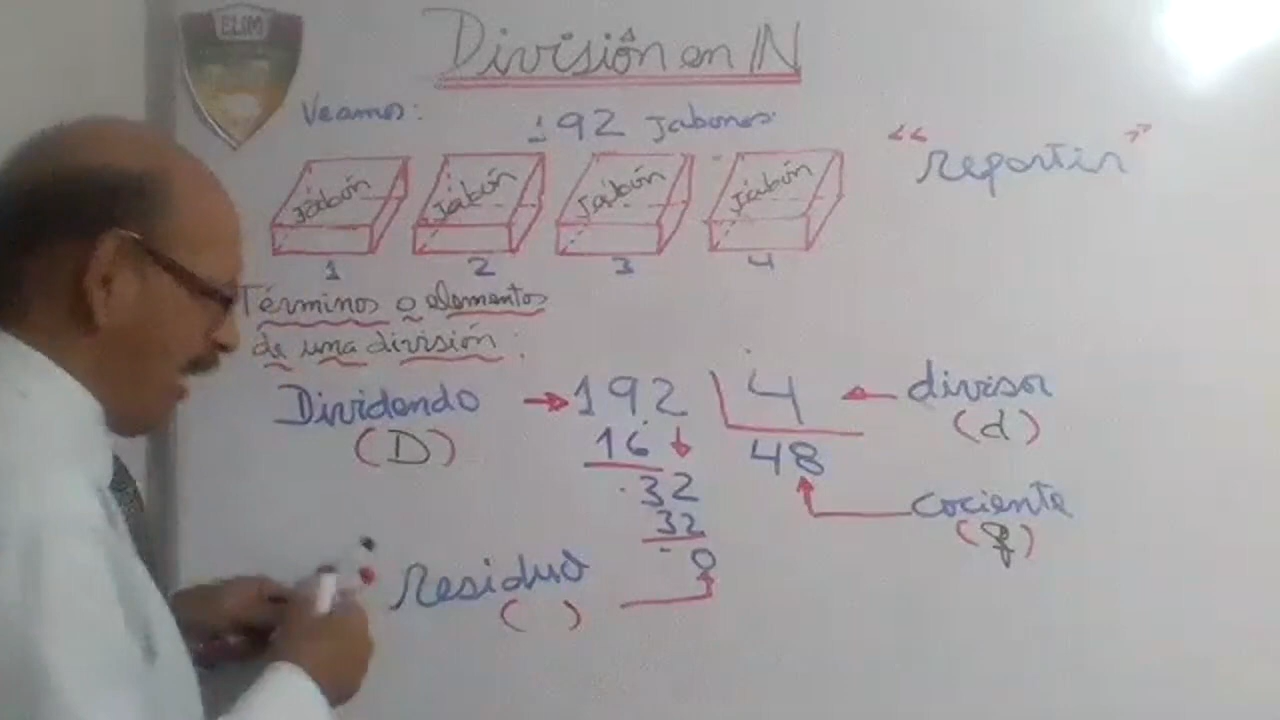 ELIM
División en IN
Veamos:
192 Jabones
"repartir"
Jabón Jabón Jabón Jabón
1 2 3 4
Términos o elementos
de una división:
Dividendo → 192 4 ← divisor
(D) (d)
16 ↓ 48
32
32 cociente
(q)
0
Residuo
( )